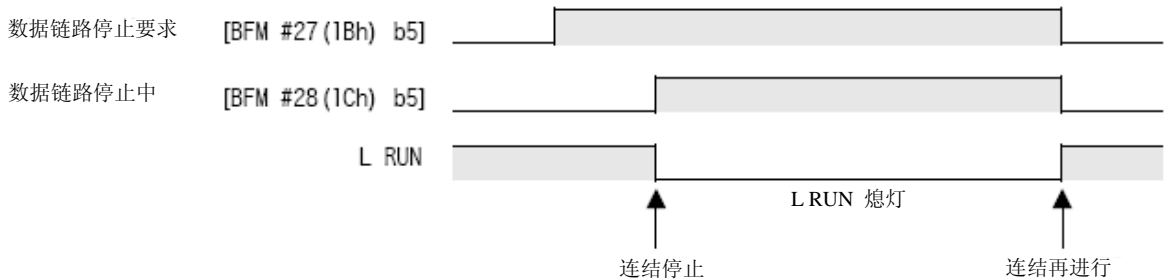 数据链路停止要求 [BFM #27(1Bh) b5]
数据链路停止中 [BFM #28(1Ch) b5]
L RUN
L RUN 熄灯
连结停止 连结再进行